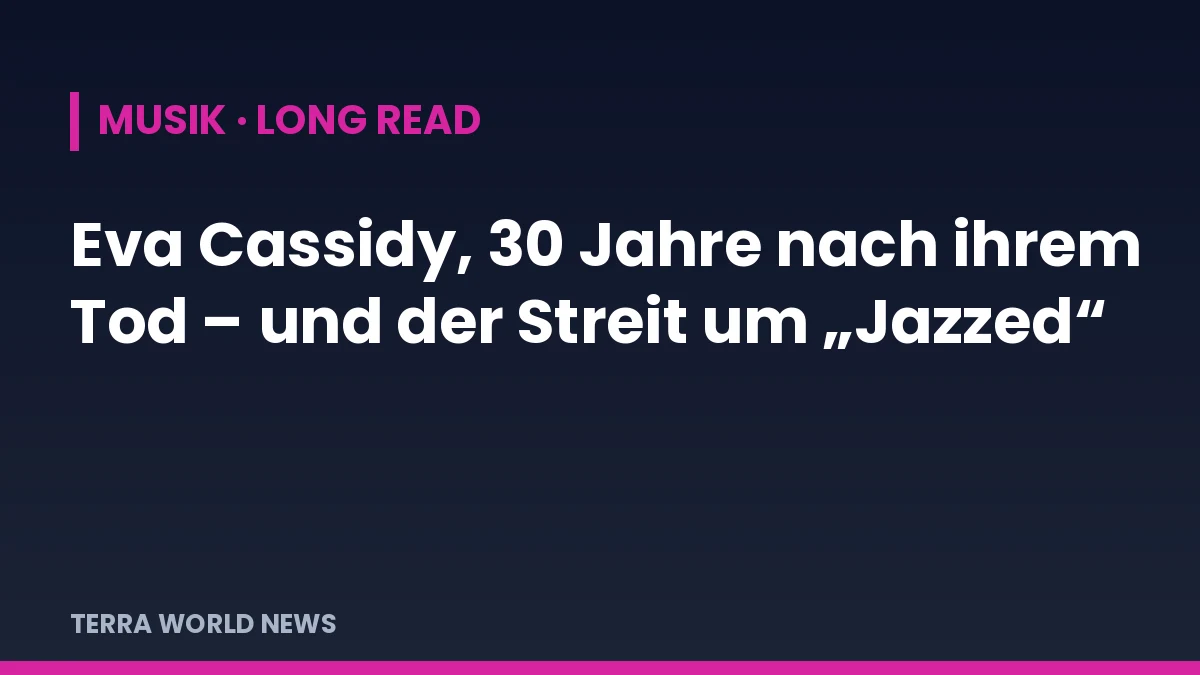 MUSIK · LONG READ
Eva Cassidy, 30 Jahre nach ihrem
Tod – und der Streit um „Jazzed“
TERRA WORLD NEWS